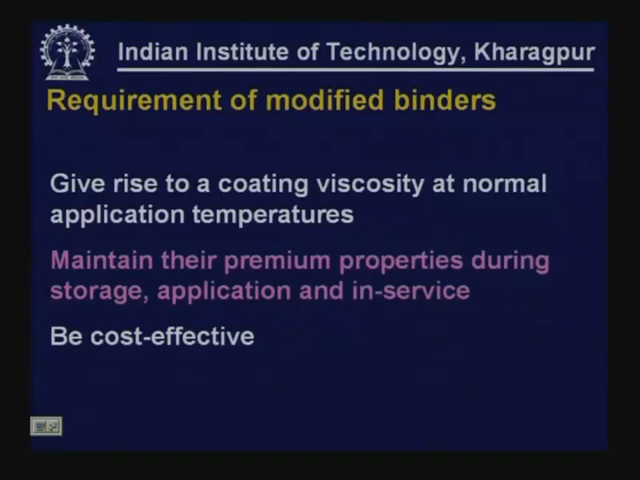 Indian Institute of Technology, Kharagpur
Requirement of modified binders
Give rise to a coating viscosity at normal
application temperatures
Maintain their premium properties during
storage, application and in-service
Be cost-effective